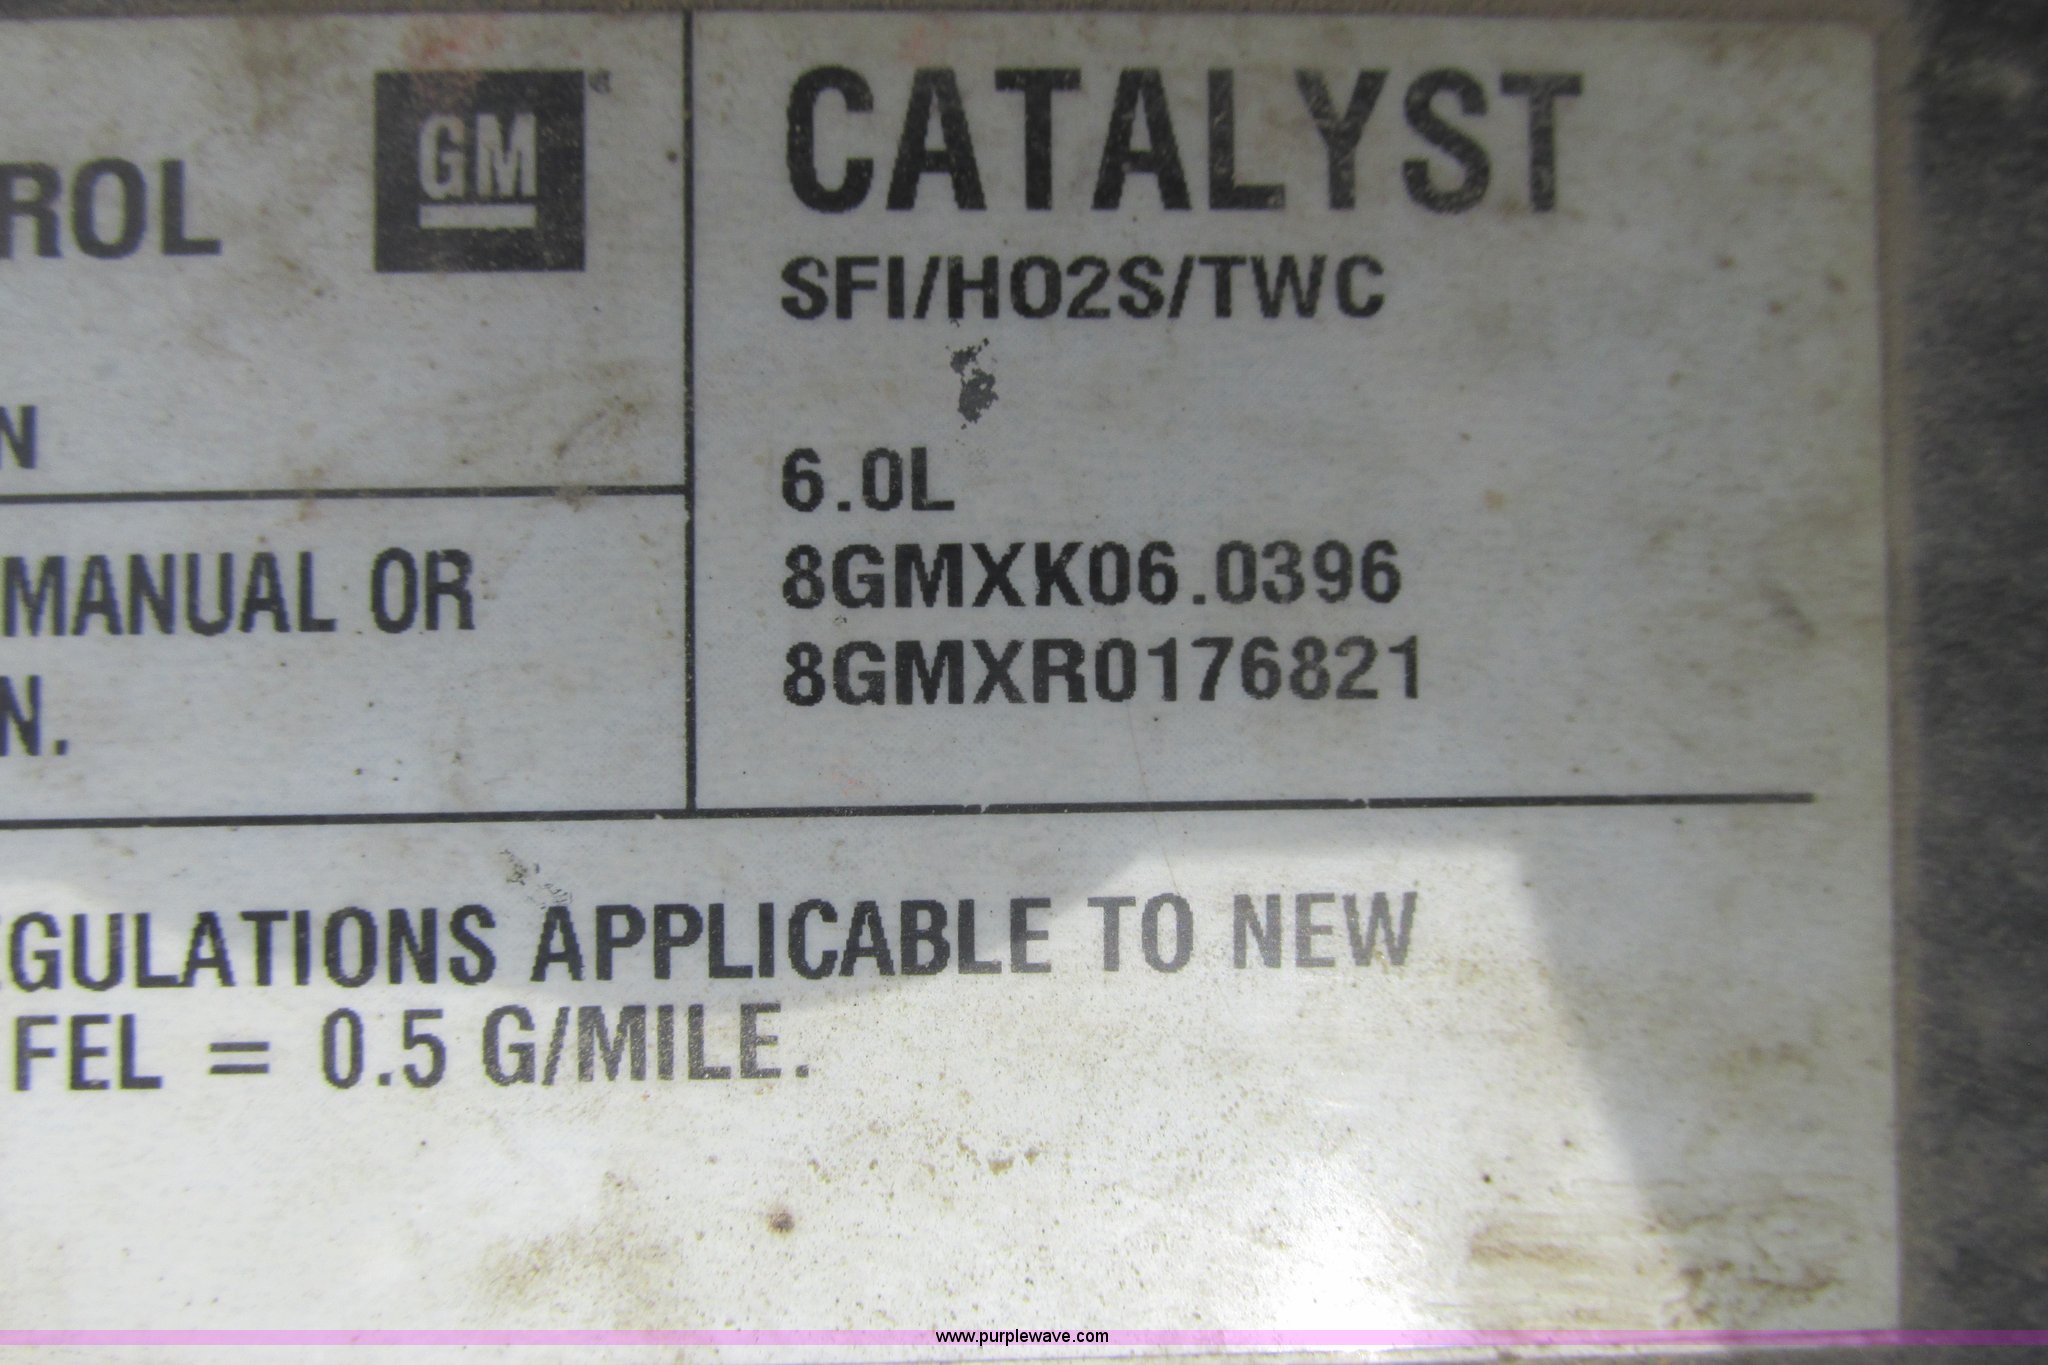 ROL
GM
N
MANUAL OR
N.
CATALYST
SFI/HO2S/TWC
6.0L
8GMXK06.0396
8GMXR0176821
EGULATIONS APPLICABLE TO NEW
FEL = 0.5 G/MILE.
www.purplewave.com